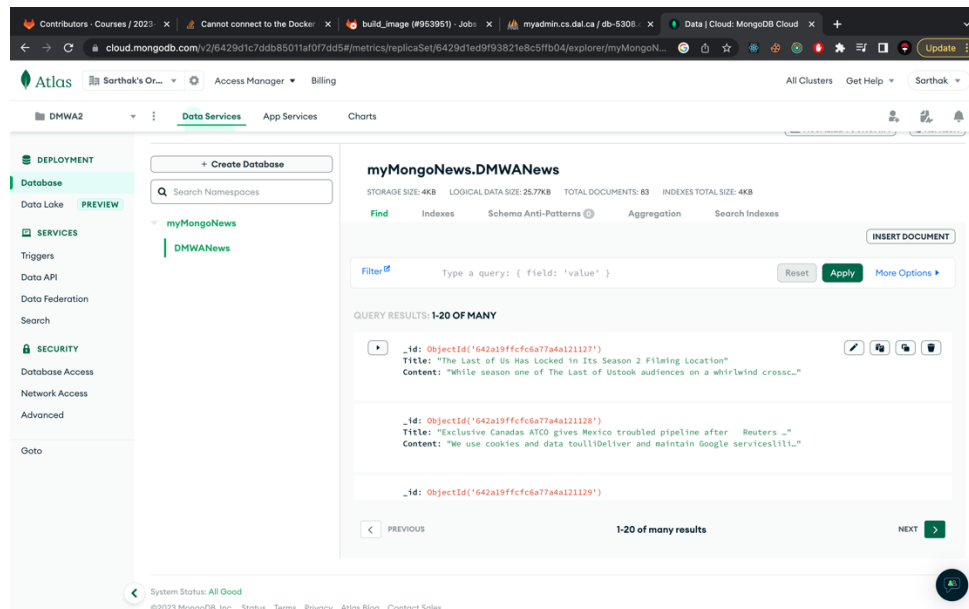 Contributors · Courses / 2023
Cannot connect to the Docker
build_image (#953951) · Jobs
myadmin.cs.dal.ca / db-5308.
Data | Cloud: MongoDB Cloud
cloud.mongodb.com/v2/6429d1c7ddb85011af0f7dd5#/metrics/replicaSet/6429d1ed9f93821e8c5ffb04/explorer/myMongoN...
Update
Atlas
Sarthak's Or...
Access Manager
Billing
All Clusters
Get Help
Sarthak
DMWA2
Data Services
App Services
Charts
DEPLOYMENT
Database
Data Lake
PREVIEW
SERVICES
Triggers
Data API
Data Federation
Search
SECURITY
Database Access
Network Access
Advanced
Goto
+ Create Database
Search Namespaces
myMongoNews
DMWANews
myMongoNews.DMWANews
STORAGE SIZE: 4KB LOGICAL DATA SIZE: 25.77KB TOTAL DOCUMENTS: 83 INDEXES TOTAL SIZE: 4KB
Find
Indexes
Schema Anti-Patterns 0
Aggregation
Search Indexes
INSERT DOCUMENT
Filter
Type a query: { field: 'value' }
Reset
Apply
More Options
QUERY RESULTS: 1-20 OF MANY
_id: ObjectId('642a19ffcfc6a77a4a121127')
Title: "The Last of Us Has Locked in Its Season 2 Filming Location"
Content: "While season one of The Last of Ustook audiences on a whirlwind crossc…"
_id: ObjectId('642a19ffcfc6a77a4a121128')
Title: "Exclusive Canadas ATCO gives Mexico troubled pipeline after Reuters …"
Content: "We use cookies and data toulliDeliver and maintain Google serviceslili…"
_id: ObjectId('642a19ffcfc6a77a4a121129')
PREVIOUS
1-20 of many results
NEXT
System Status: All Good
©2023 MongoDB, Inc. Status Terms Privacy Atlas Blog Contact Sales